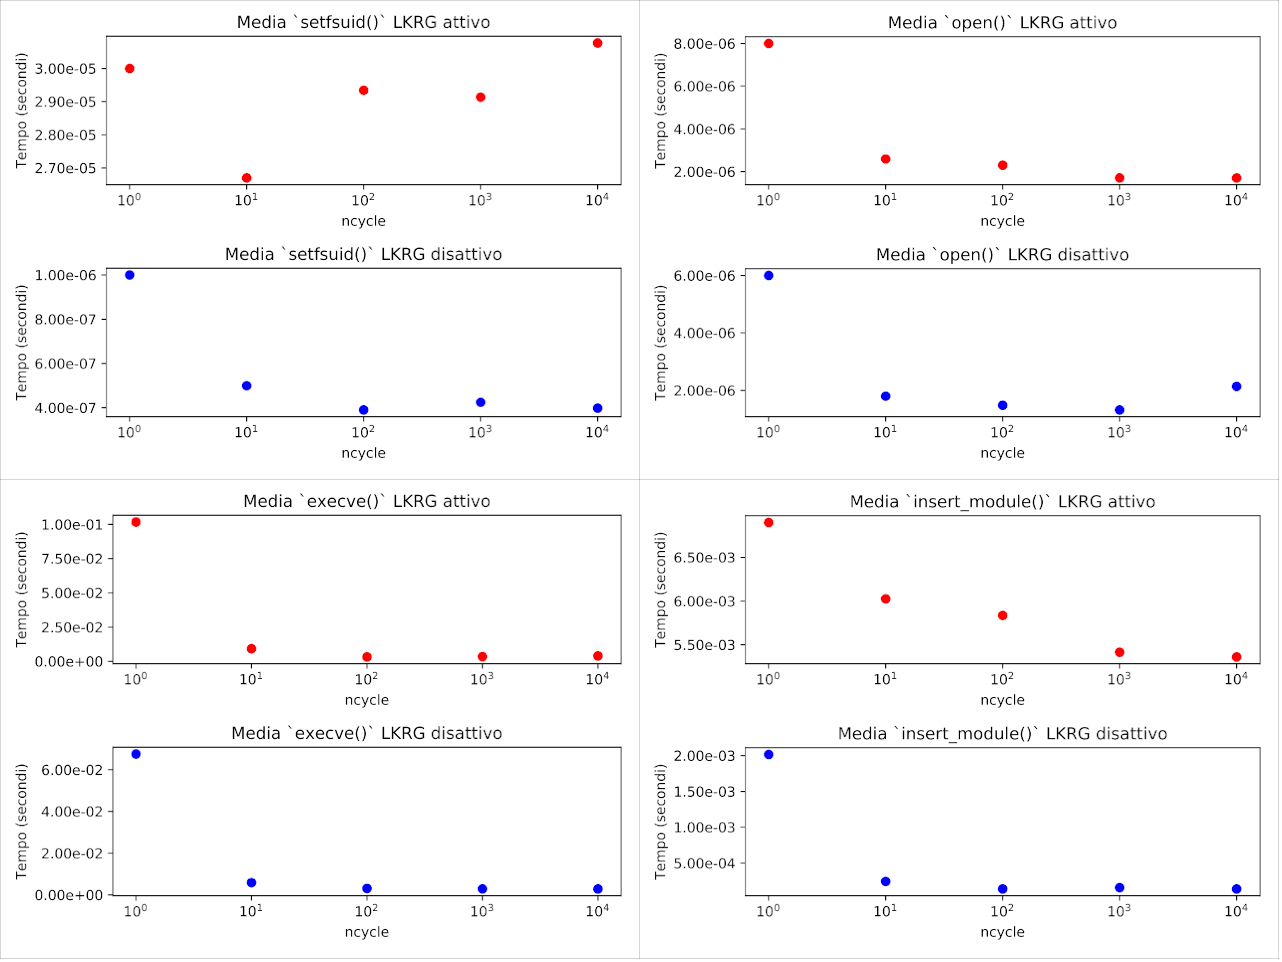 Media `setfsuid()` LKRG attivo
Tempo (secondi)
3.00e-05
2.90e-05
2.80e-05
2.70e-05
10⁰ 10¹ 10² 10³ 10⁴
ncycle
Media `setfsuid()` LKRG disattivo
Tempo (secondi)
1.00e-06
8.00e-07
6.00e-07
4.00e-07
10⁰ 10¹ 10² 10³ 10⁴
ncycle
Media `open()` LKRG attivo
Tempo (secondi)
8.00e-06
6.00e-06
4.00e-06
2.00e-06
10⁰ 10¹ 10² 10³ 10⁴
ncycle
Media `open()` LKRG disattivo
Tempo (secondi)
6.00e-06
4.00e-06
2.00e-06
10⁰ 10¹ 10² 10³ 10⁴
ncycle
Media `execve()` LKRG attivo
Tempo (secondi)
1.00e-01
7.50e-02
5.00e-02
2.50e-02
0.00e+00
10⁰ 10¹ 10² 10³ 10⁴
ncycle
Media `execve()` LKRG disattivo
Tempo (secondi)
6.00e-02
4.00e-02
2.00e-02
0.00e+00
10⁰ 10¹ 10² 10³ 10⁴
ncycle
Media `insert_module()` LKRG attivo
Tempo (secondi)
6.50e-03
6.00e-03
5.50e-03
10⁰ 10¹ 10² 10³ 10⁴
ncycle
Media `insert_module()` LKRG disattivo
Tempo (secondi)
2.00e-03
1.50e-03
1.00e-03
5.00e-04
10⁰ 10¹ 10² 10³ 10⁴
ncycle